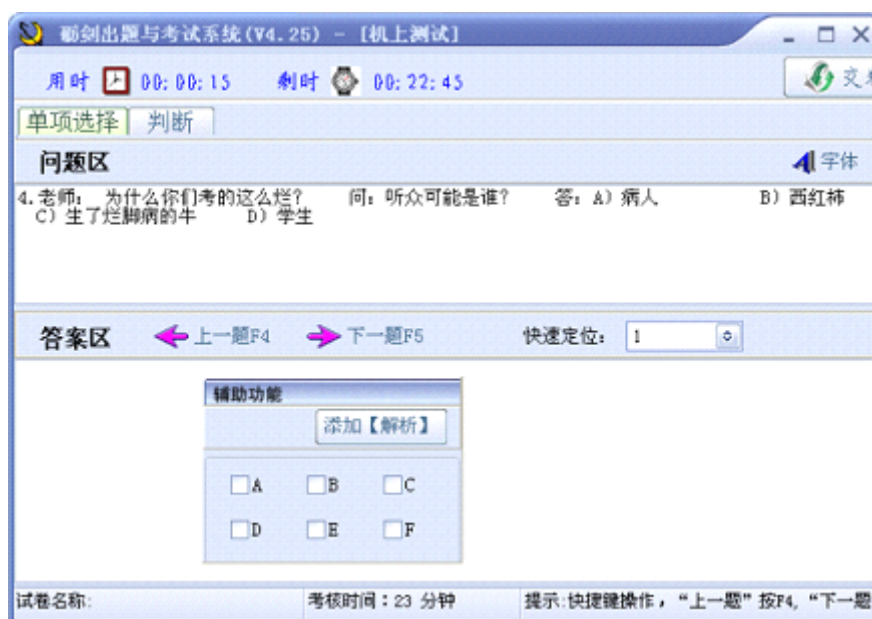 砺剑出题与考试系统(V4.25) - [机上测试]
用时 00:00:15 剩时 00:22:45 交
单项选择 判断
问题区 字体
4.老师: 为什么你们考的这么烂? 问:听众可能是谁? 答:A)病人 B)西红柿
C)生了烂脚病的牛 D)学生
答案区 上一题F4 下一题F5 快速定位: 1
辅助功能
添加【解析】
A B C
D E F
试卷名称: 考核时间:23 分钟 提示:快捷键操作,“上一题”按F4,“下一题